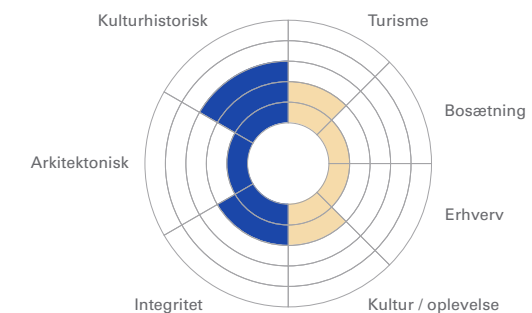 Kulturhistorisk
Turisme
Bosætning
Arkitektonisk
Erhverv
Integritet
Kultur / oplevelse